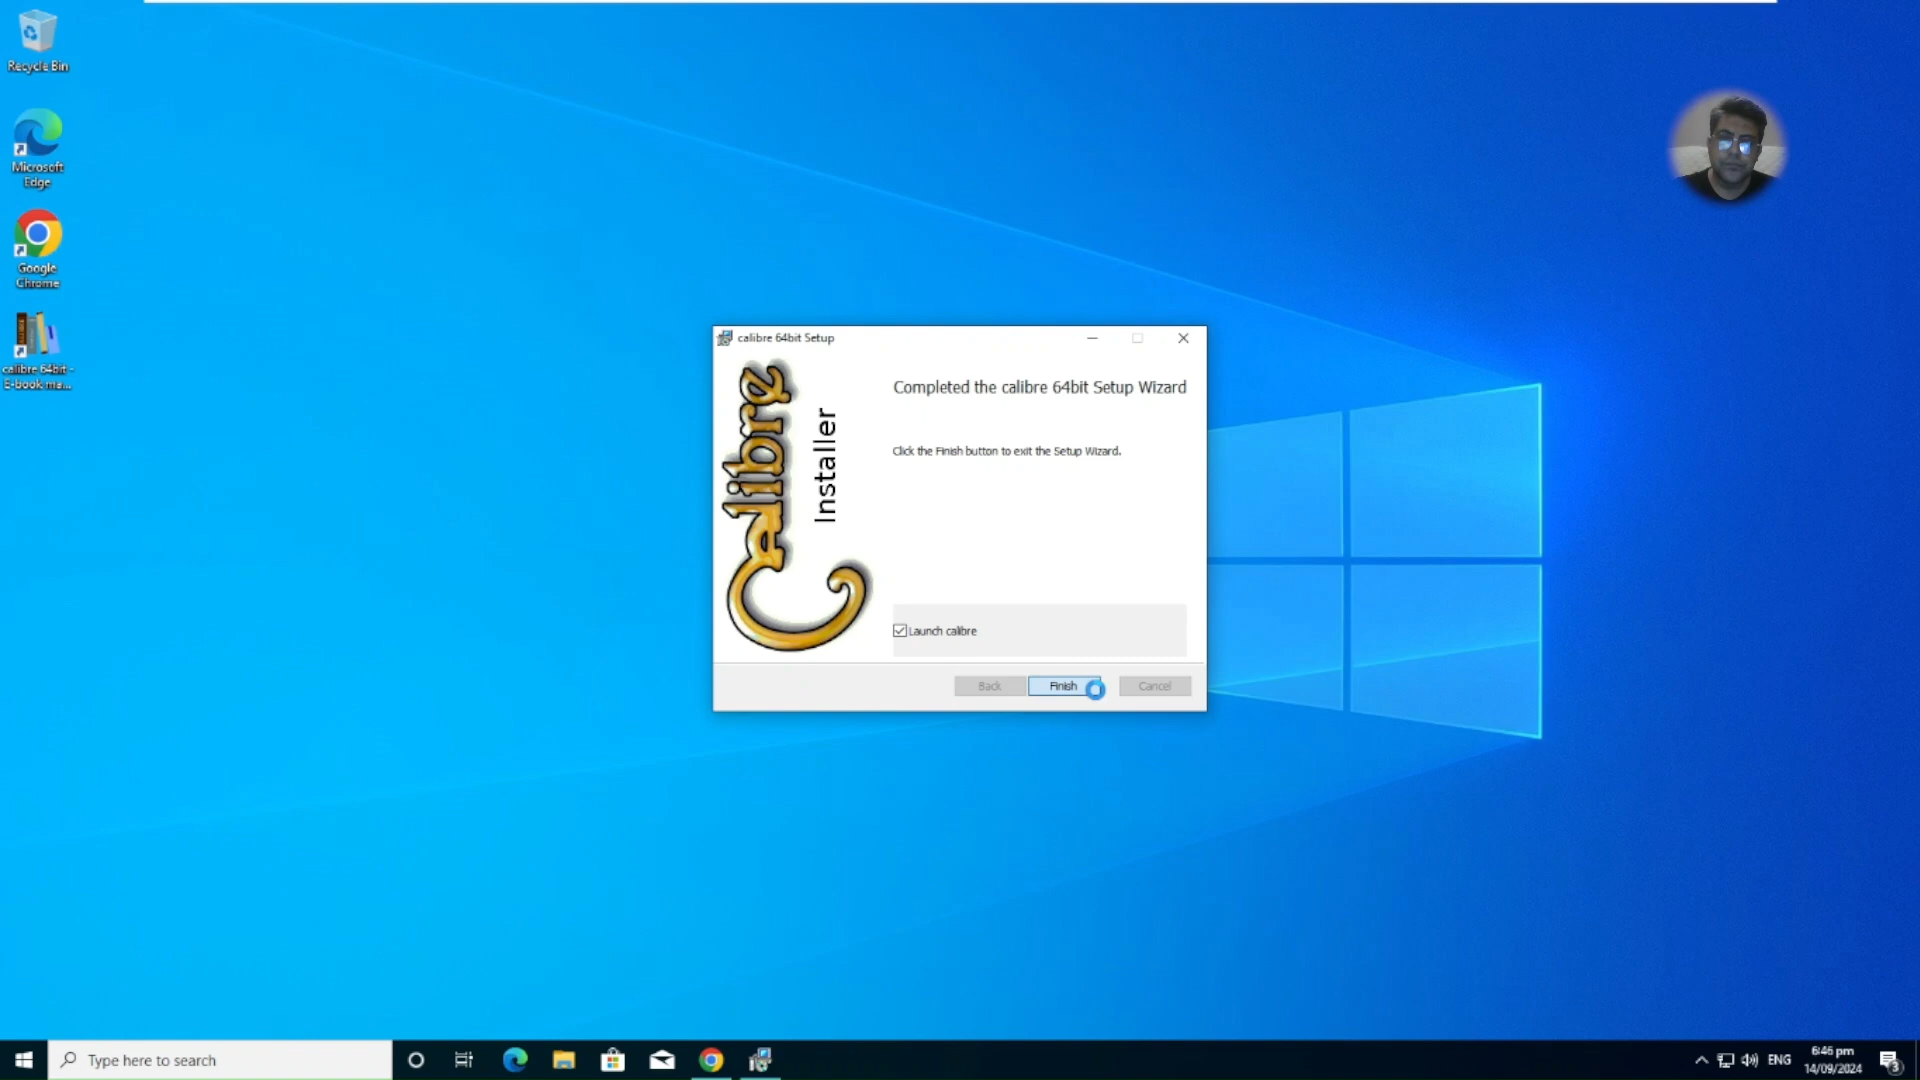 Recycle Bin
Microsoft
Edge
Google
Chrome
calibre 64bit -
E-book ma...
calibre 64bit Setup
Calibre
Installer
Completed the calibre 64bit Setup Wizard
Click the Finish button to exit the Setup Wizard.
Launch calibre
Back
Finish
Cancel
Type here to search
ENG
6:46 pm
14/09/2024
3